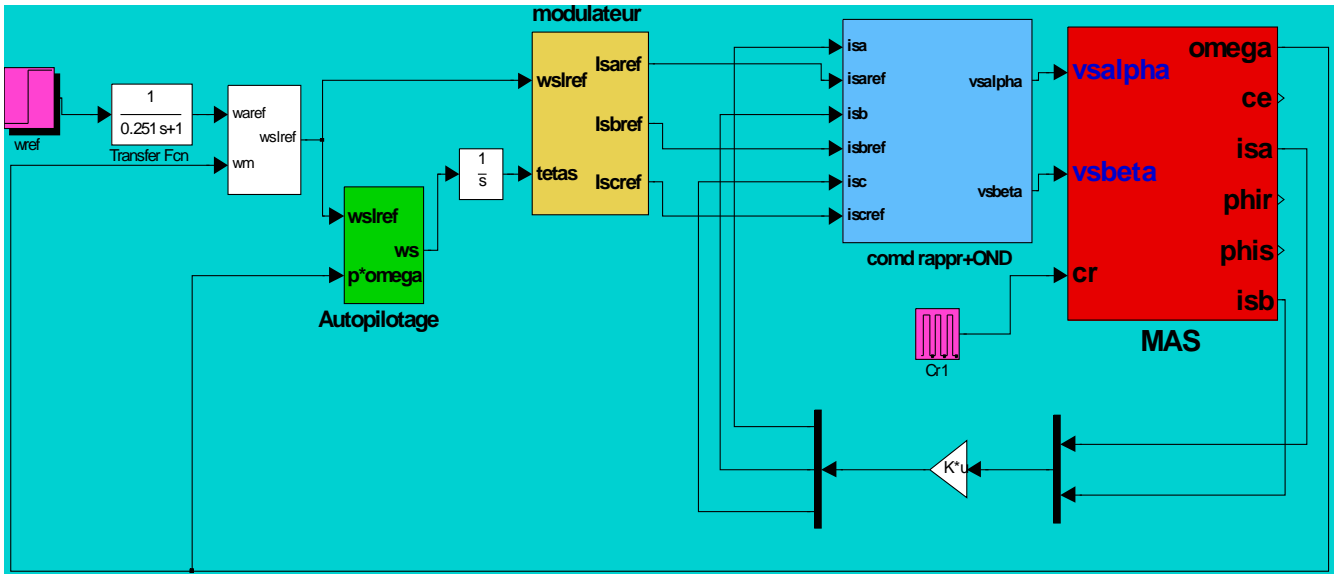 modulateur
wref
1
0.251s+1
Transfer Fcn
waref
wm
wslref
wslref
p*omega
ws
Autopilotage
1
s
wslref
tetas
Isaref
Isbref
Iscref
isa
isaref
isb
isbref
isc
iscref
vsalpha
vsbeta
comd rappr+OND
vsalpha
vsbeta
cr
omega
ce
isa
phir
phis
isb
MAS
Cr1
K*u